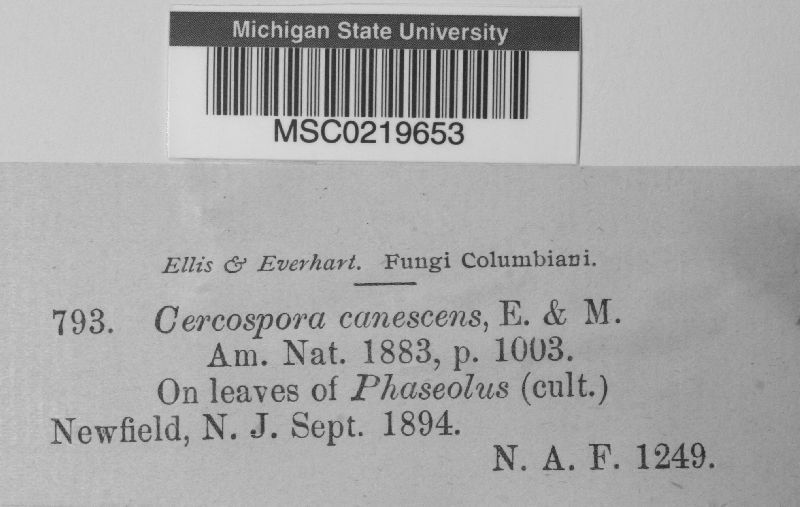 Michigan State University
MSC0219653
Ellis & Everhart. Fungi Columbiani.
793. Cercospora canescens, E. & M.
Am. Nat. 1883, p. 1003.
On leaves of Phaseolus (cult.)
Newfield, N. J. Sept. 1894.
N. A. F. 1249.